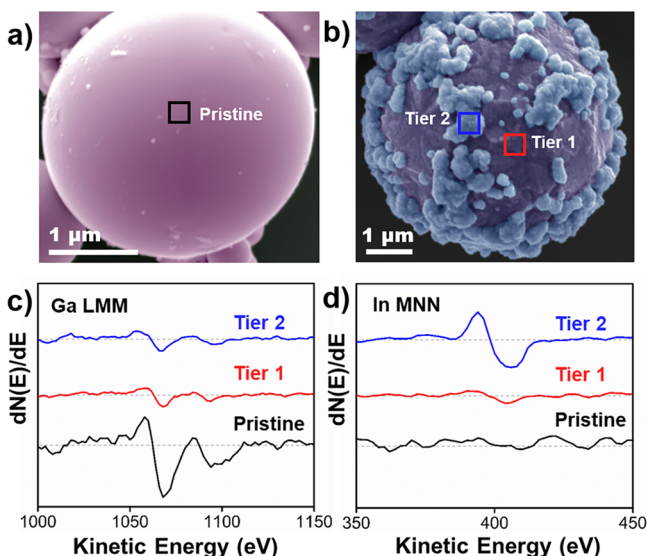 a)
Pristine
1 µm
b)
Tier 2
Tier 1
1 µm
c)
Ga LMM
Tier 2
Tier 1
Pristine
dN(E)/dE
1000 1050 1100 1150
Kinetic Energy (eV)
d)
In MNN
Tier 2
Tier 1
Pristine
dN(E)/dE
350 400 450
Kinetic Energy (eV)